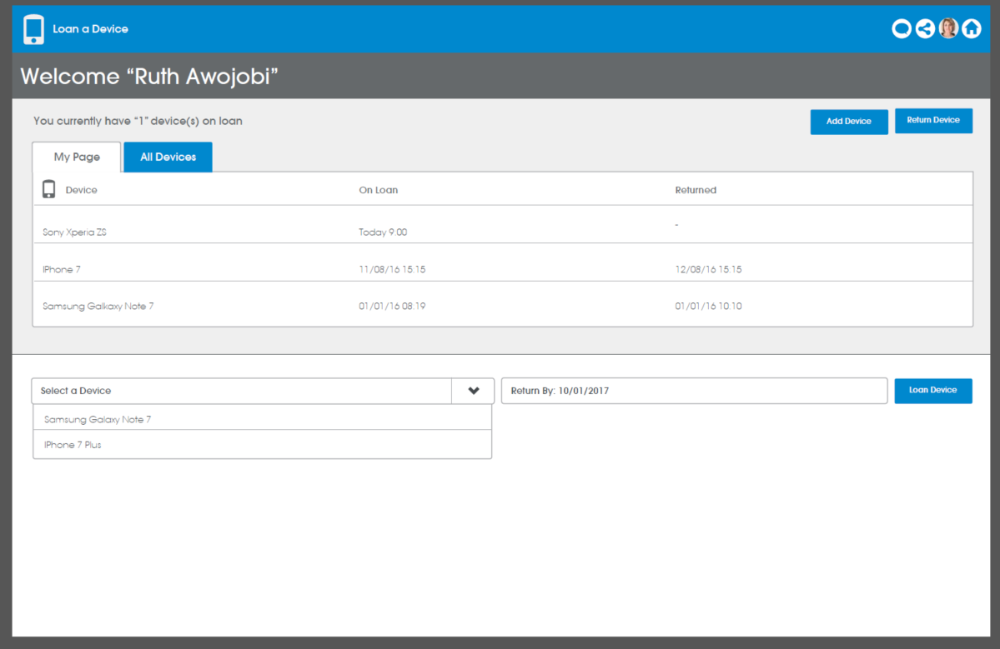 Loan a Device
Welcome “Ruth Awojobi”
You currently have “1” device(s) on loan
Add Device
Return Device
My Page
All Devices
Device On Loan Returned
Sony Xperia ZS Today 9.00 -
IPhone 7 11/08/16 15.15 12/08/16 15.15
Samsung Galkaxy Note 7 01/01/16 08.19 01/01/16 10.10
Select a Device
Return By: 10/01/2017
Loan Device
Samsung Galaxy Note 7
IPhone 7 Plus